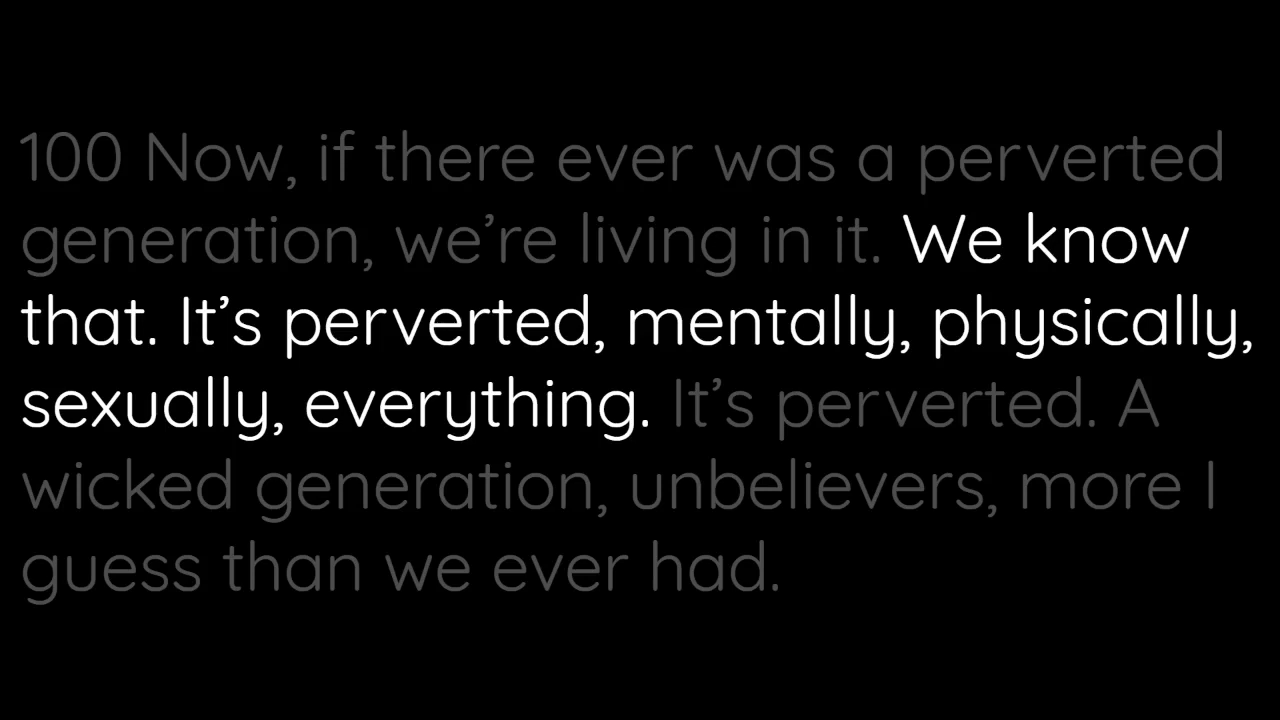 100 Now, if there ever was a perverted
generation, we’re living in it. We know
that. It’s perverted, mentally, physically,
sexually, everything. It’s perverted. A
wicked generation, unbelievers, more I
guess than we ever had.